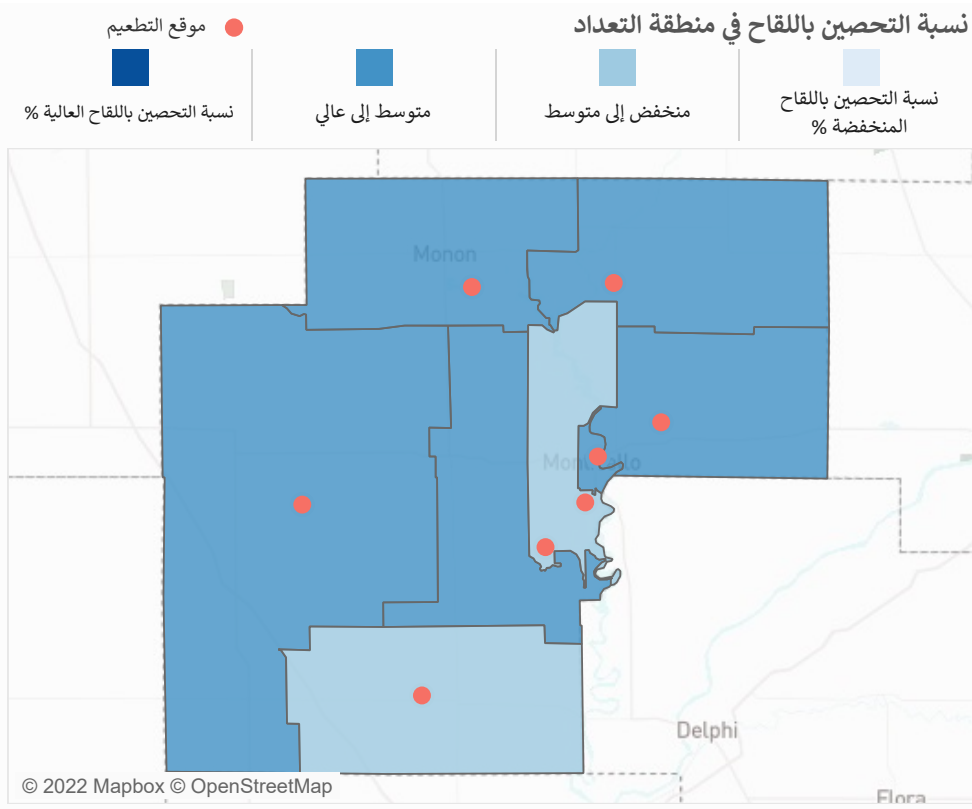 نسبة التحصين باللقاح في منطقة التعداد
موقع التطعيم
نسبة التحصين باللقاح
المنخفضة %
منخفض إلى متوسط
متوسط إلى عالي
نسبة التحصين باللقاح العالية %
Monon
Monticello
Delphi
Flora
© 2022 Mapbox © OpenStreetMap